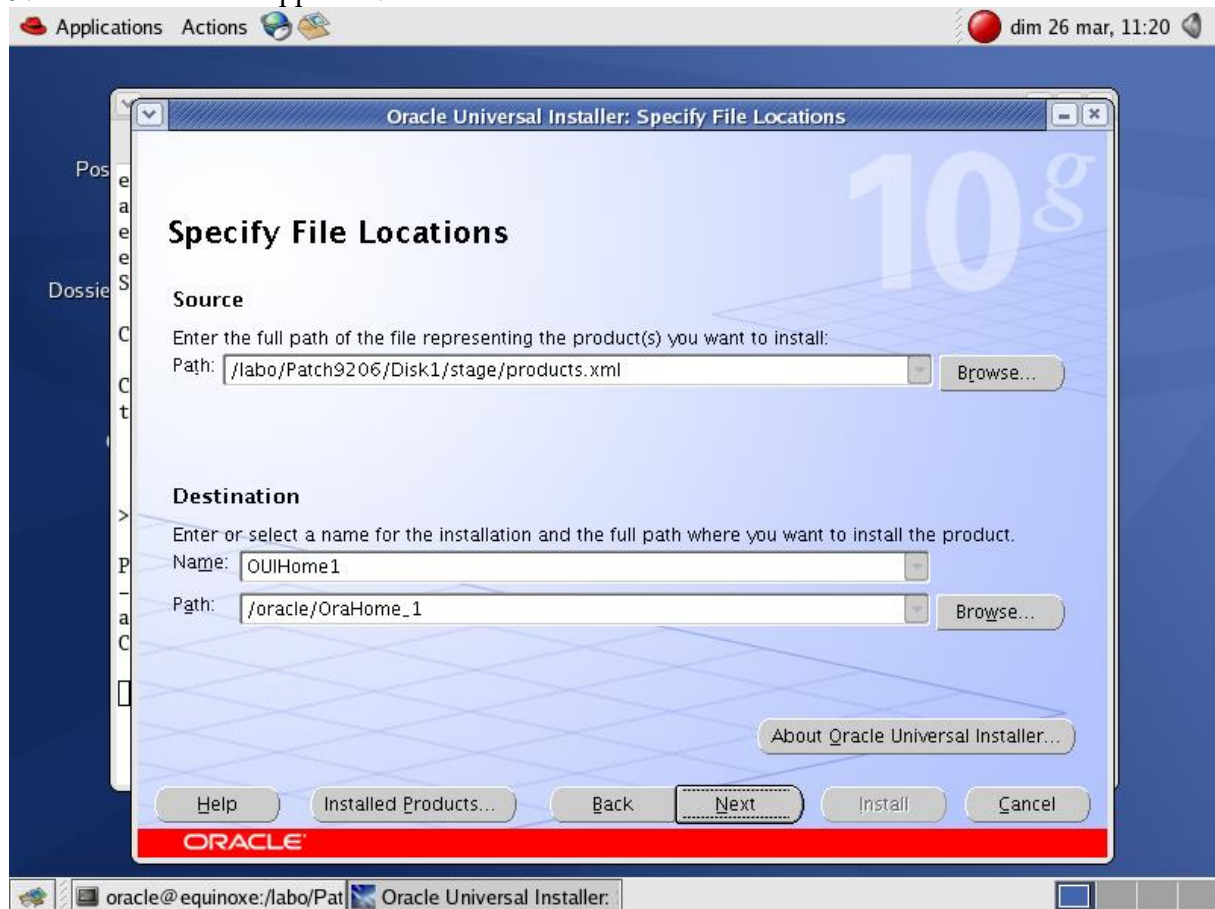 Applications Actions dim 26 mar, 11:20
Oracle Universal Installer: Specify File Locations
10g
Pos
e
a
e
e
Dossie S
C
C
t
>
P
-
a
C
Specify File Locations
Source
Enter the full path of the file representing the product(s) you want to install:
Path: /labo/Patch9206/Disk1/stage/products.xml Browse...
Destination
Enter or select a name for the installation and the full path where you want to install the product.
Name: OUIHome1
Path: /oracle/OraHome_1 Browse...
About Oracle Universal Installer...
Help Installed Products... Back Next Install Cancel
ORACLE
oracle@equinoxe:/labo/Pat Oracle Universal Installer: